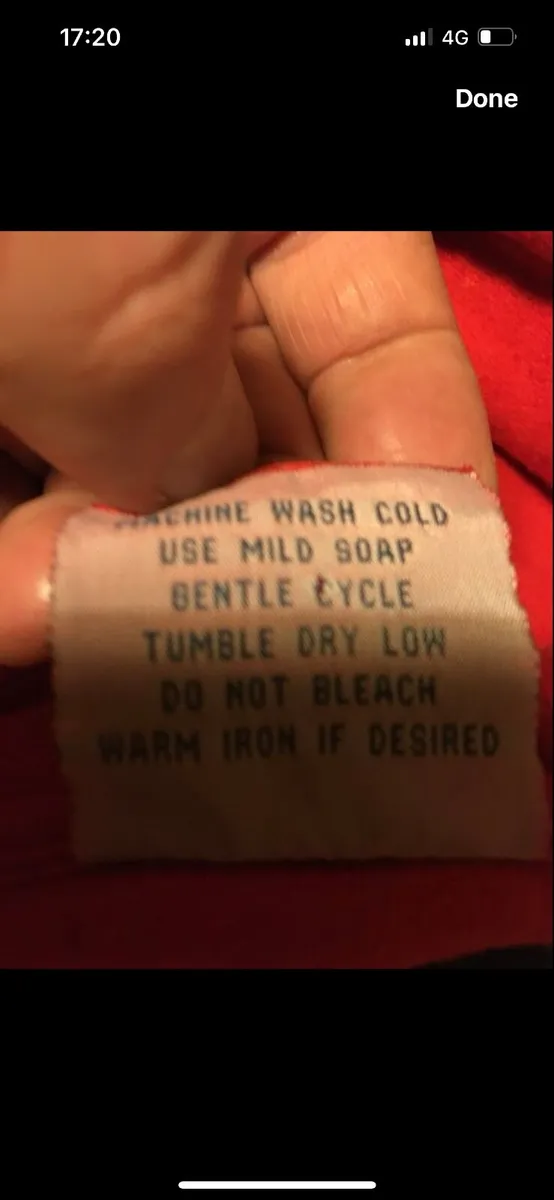 17:20
4G
Done
MACHINE WASH COLD
USE MILD SOAP
GENTLE CYCLE
TUMBLE DRY LOW
DO NOT BLEACH
WARM IRON IF DESIRED